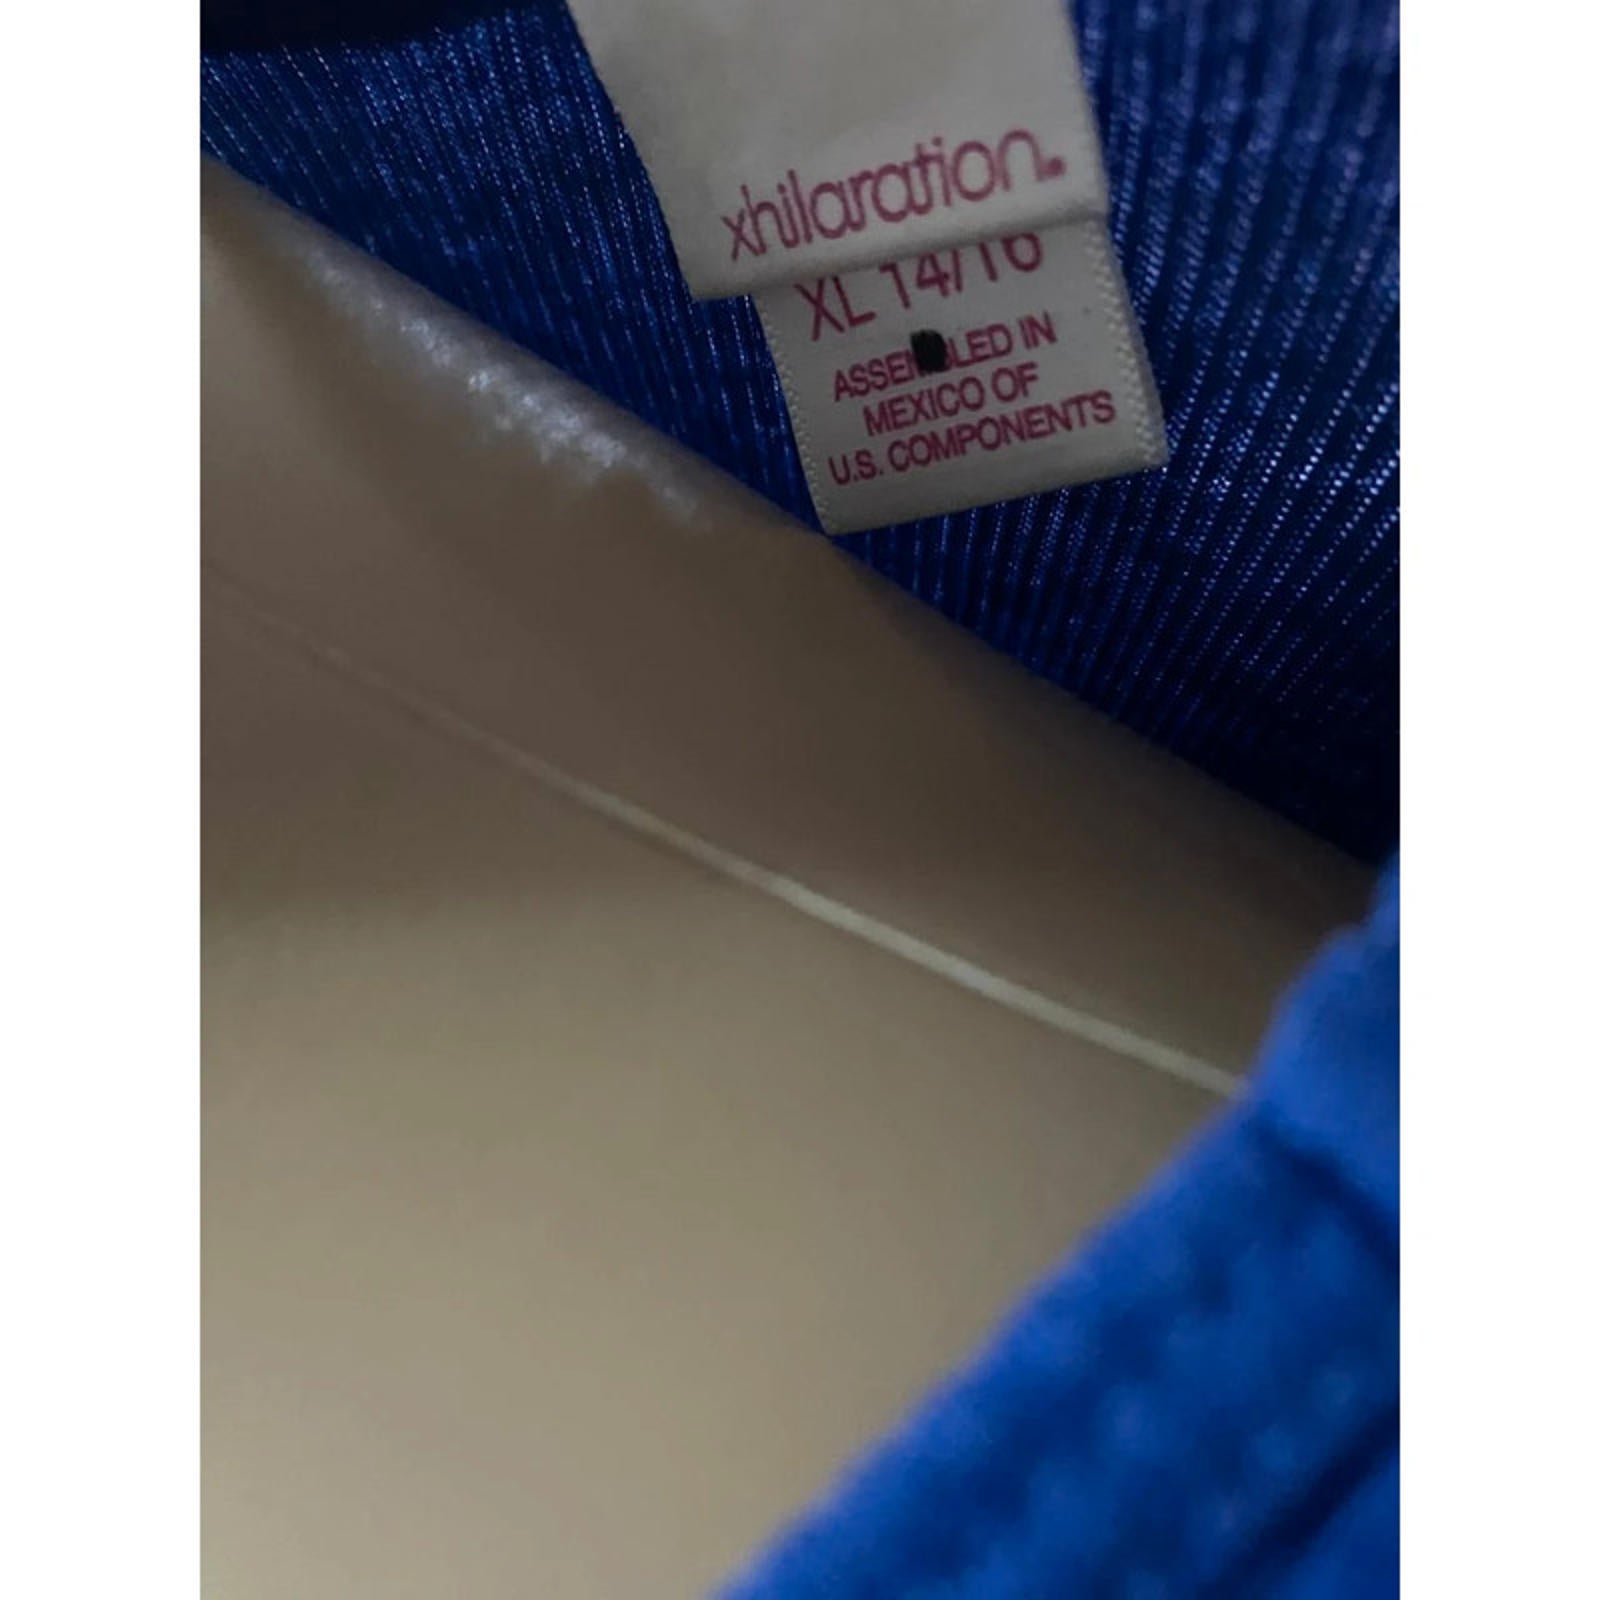 xhilaration.
XL 14/16
ASSEMBLED IN
MEXICO OF
U.S. COMPONENTS